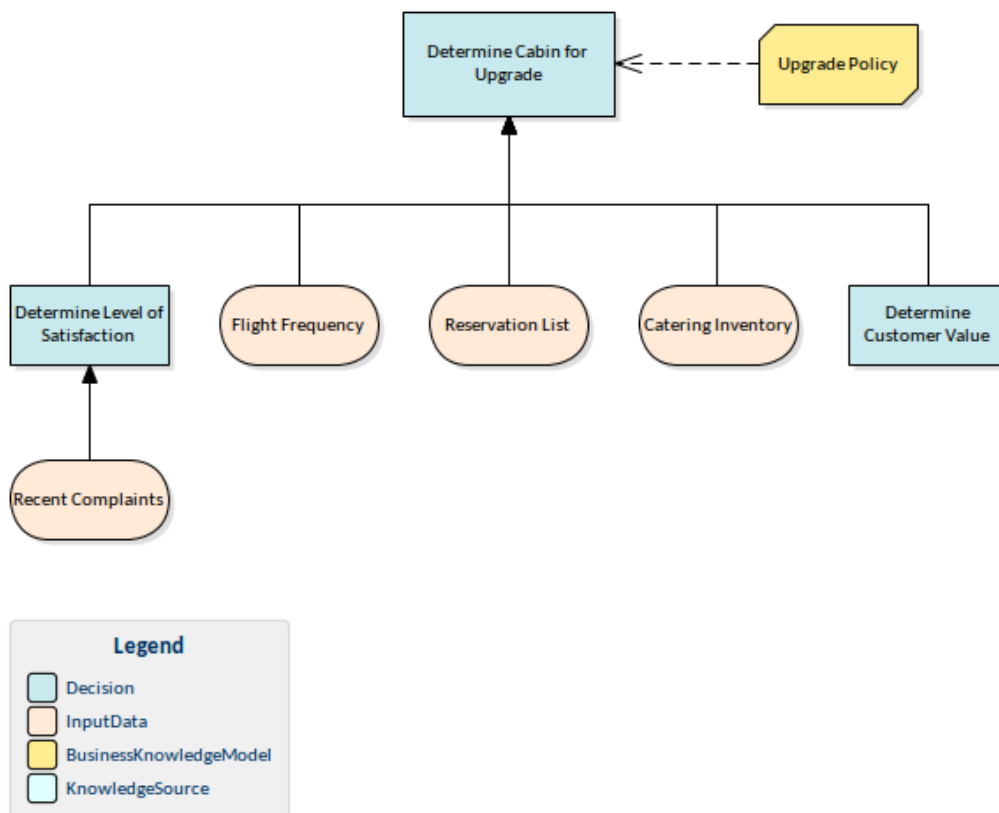 Determine Cabin for
Upgrade
Upgrade Policy
Determine Level of
Satisfaction
Flight Frequency
Reservation List
Catering Inventory
Determine
Customer Value
Recent Complaints
Legend
Decision
InputData
BusinessKnowledgeModel
KnowledgeSource